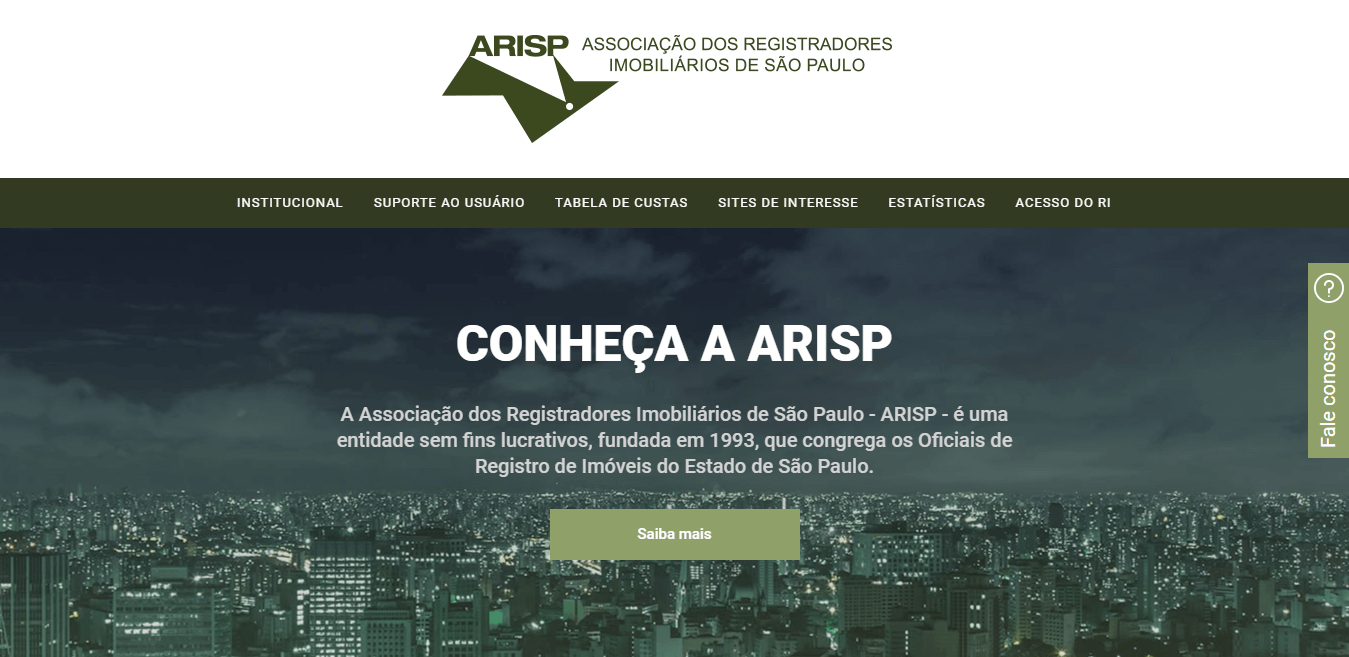 ARISP ASSOCIAÇÃO DOS REGISTRADORES
IMOBILIÁRIOS DE SÃO PAULO
INSTITUCIONAL SUPORTE AO USUÁRIO TABELA DE CUSTAS SITES DE INTERESSE ESTATÍSTICAS ACESSO DO RI
CONHEÇA A ARISP
A Associação dos Registradores Imobiliários de São Paulo - ARISP - é uma
entidade sem fins lucrativos, fundada em 1993, que congrega os Oficiais de
Registro de Imóveis do Estado de São Paulo.
Saiba mais
?
Fale conosco